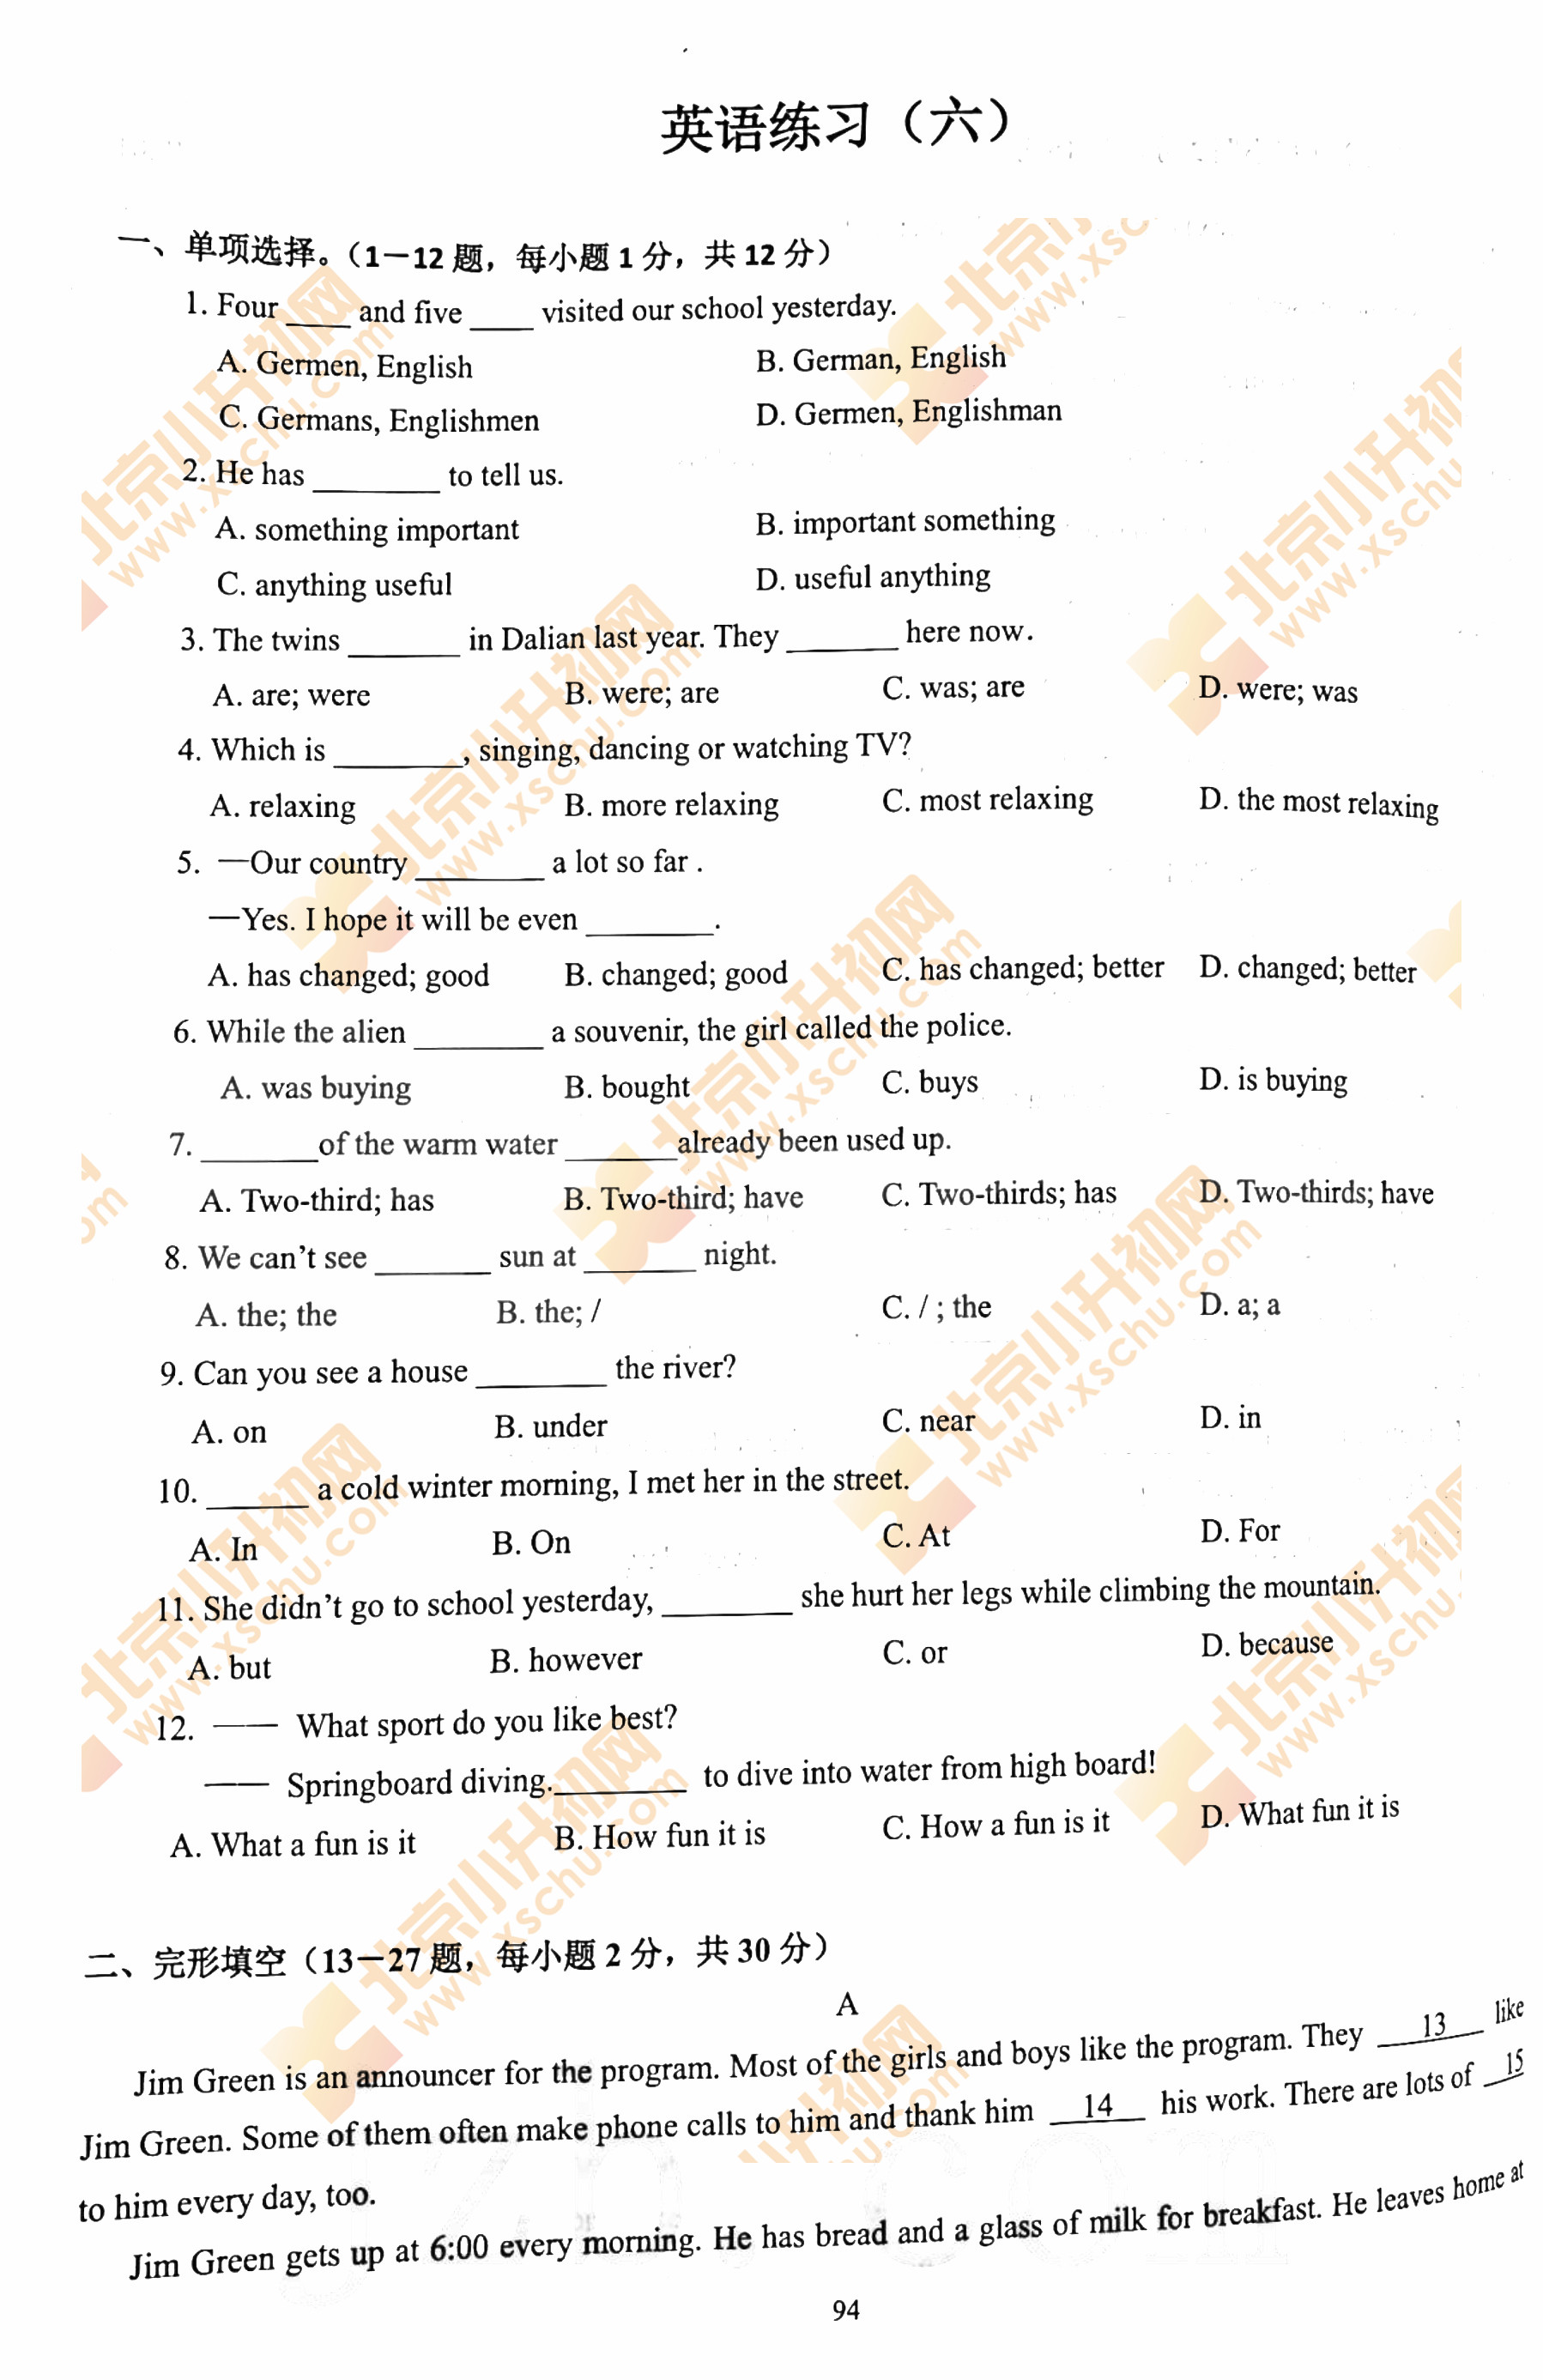 英语练习（六）
一、单项选择。（1－12 题，每小题 1 分，共 12 分）
1. Four ____ and five ____ visited our school yesterday.
A. Germen, English B. German, English
C. Germans, Englishmen D. Germen, Englishman
2. He has ________ to tell us.
A. something important B. important something
C. anything useful D. useful anything
3. The twins _______ in Dalian last year. They _______ here now.
A. are; were B. were; are C. was; are D. were; was
4. Which is ________, singing, dancing or watching TV?
A. relaxing B. more relaxing C. most relaxing D. the most relaxing
5. —Our country ________ a lot so far .
—Yes. I hope it will be even ________.
A. has changed; good B. changed; good C. has changed; better D. changed; better
6. While the alien ________ a souvenir, the girl called the police.
A. was buying B. bought C. buys D. is buying
7. _______of the warm water _______already been used up.
A. Two-third; has B. Two-third; have C. Two-thirds; has D. Two-thirds; have
8. We can't see _______ sun at _______ night.
A. the; the B. the; / C. / ; the D. a; a
9. Can you see a house ________ the river?
A. on B. under C. near D. in
10. ______ a cold winter morning, I met her in the street.
A. In B. On C. At D. For
11. She didn't go to school yesterday, ________ she hurt her legs while climbing the mountain.
A. but B. however C. or D. because
12. —— What sport do you like best?
—— Springboard diving.________ to dive into water from high board!
A. What a fun is it B. How fun it is C. How a fun is it D. What fun it is
二、完形填空（13－27 题，每小题 2 分，共 30 分）
A
Jim Green is an announcer for the program. Most of the girls and boys like the program. They __13__ like
Jim Green. Some of them often make phone calls to him and thank him __14__ his work. There are lots of __15
to him every day, too.
Jim Green gets up at 6:00 every morning. He has bread and a glass of milk for breakfast. He leaves home at
94
北京小升初网
www.xschu.com